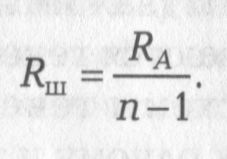 R_ш = R_A / (n−1).